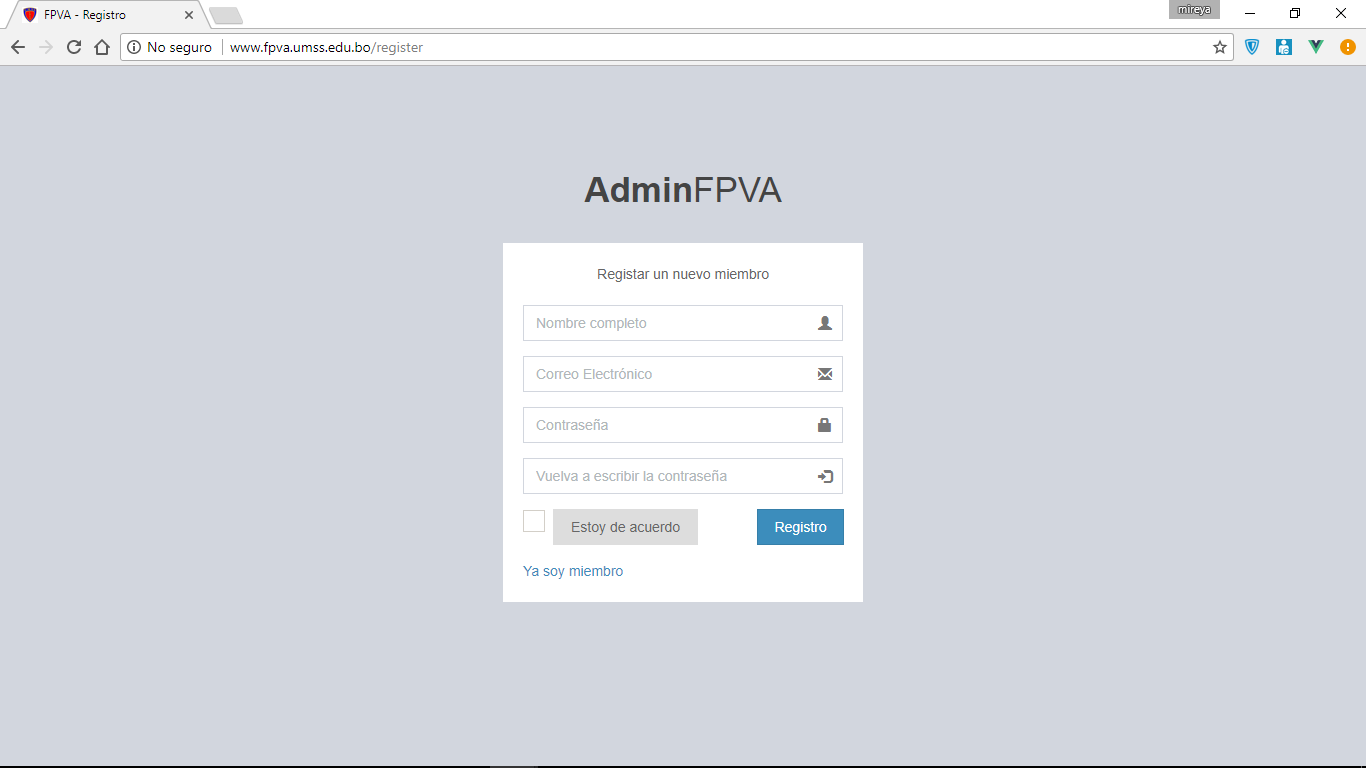 FPVA - Registro
mireya
No seguro www.fpva.umss.edu.bo/register
AdminFPVA
Registar un nuevo miembro
Nombre completo
Correo Electrónico
Contraseña
Vuelva a escribir la contraseña
Estoy de acuerdo Registro
Ya soy miembro